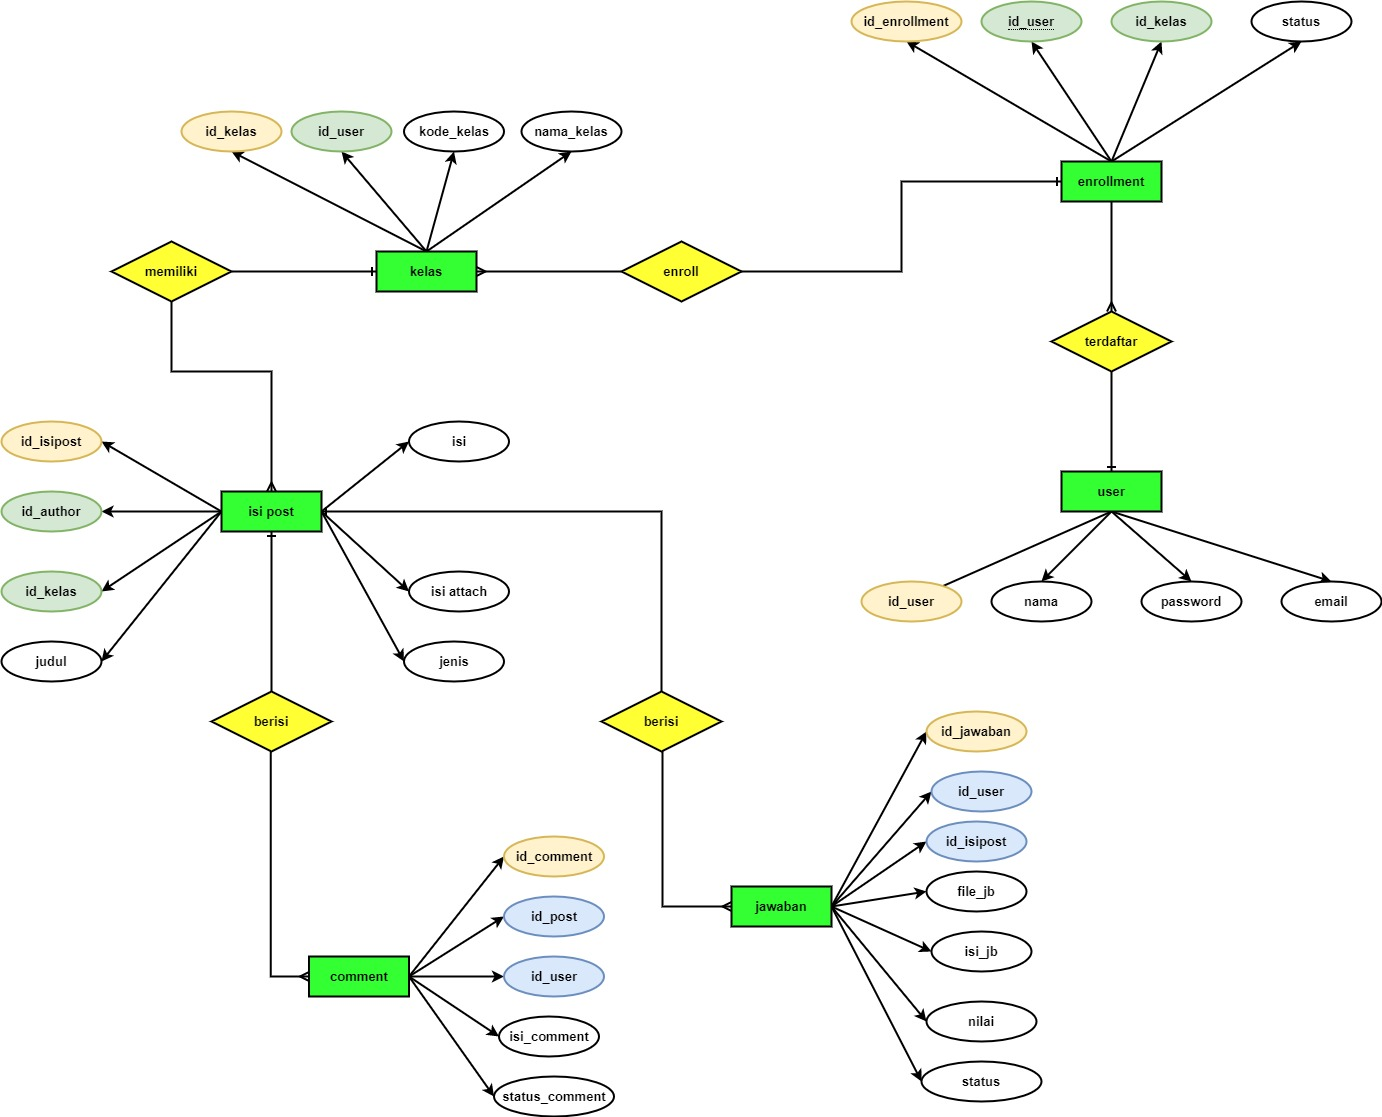 id_enrollment
id_user
id_kelas
status
id_kelas
id_user
kode_kelas
nama_kelas
enrollment
memiliki
kelas
enroll
terdaftar
id_isipost
isi
id_author
isi post
user
id_kelas
isi attach
id_user
nama
password
email
judul
jenis
berisi
berisi
id_jawaban
id_user
id_isipost
id_comment
file_jb
jawaban
id_post
isi_jb
comment
id_user
nilai
isi_comment
status
status_comment